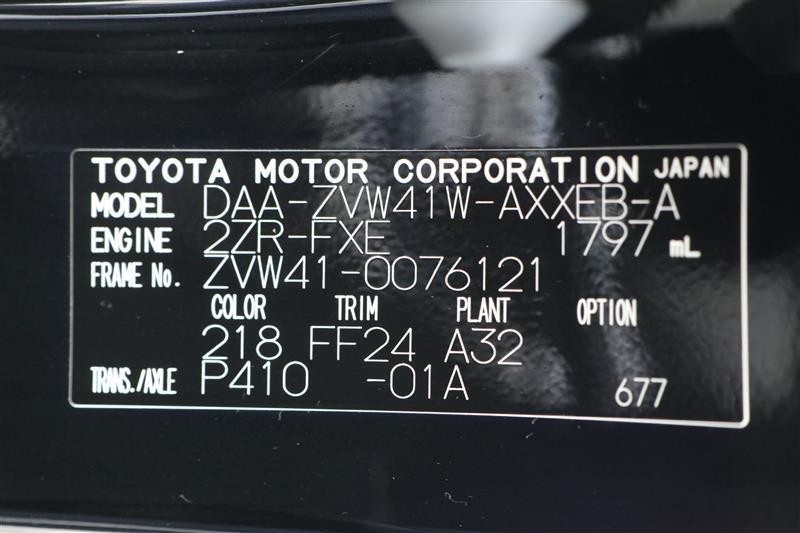 TOYOTA MOTOR CORPORATION JAPAN
MODEL DAA-ZVW41W-AXXEB-A
ENGINE 2ZR-FXE 1797 mL
FRAME No. ZVW41-0076121
COLOR TRIM PLANT OPTION
218 FF24 A32
TRANS./AXLE P410 -01A 677